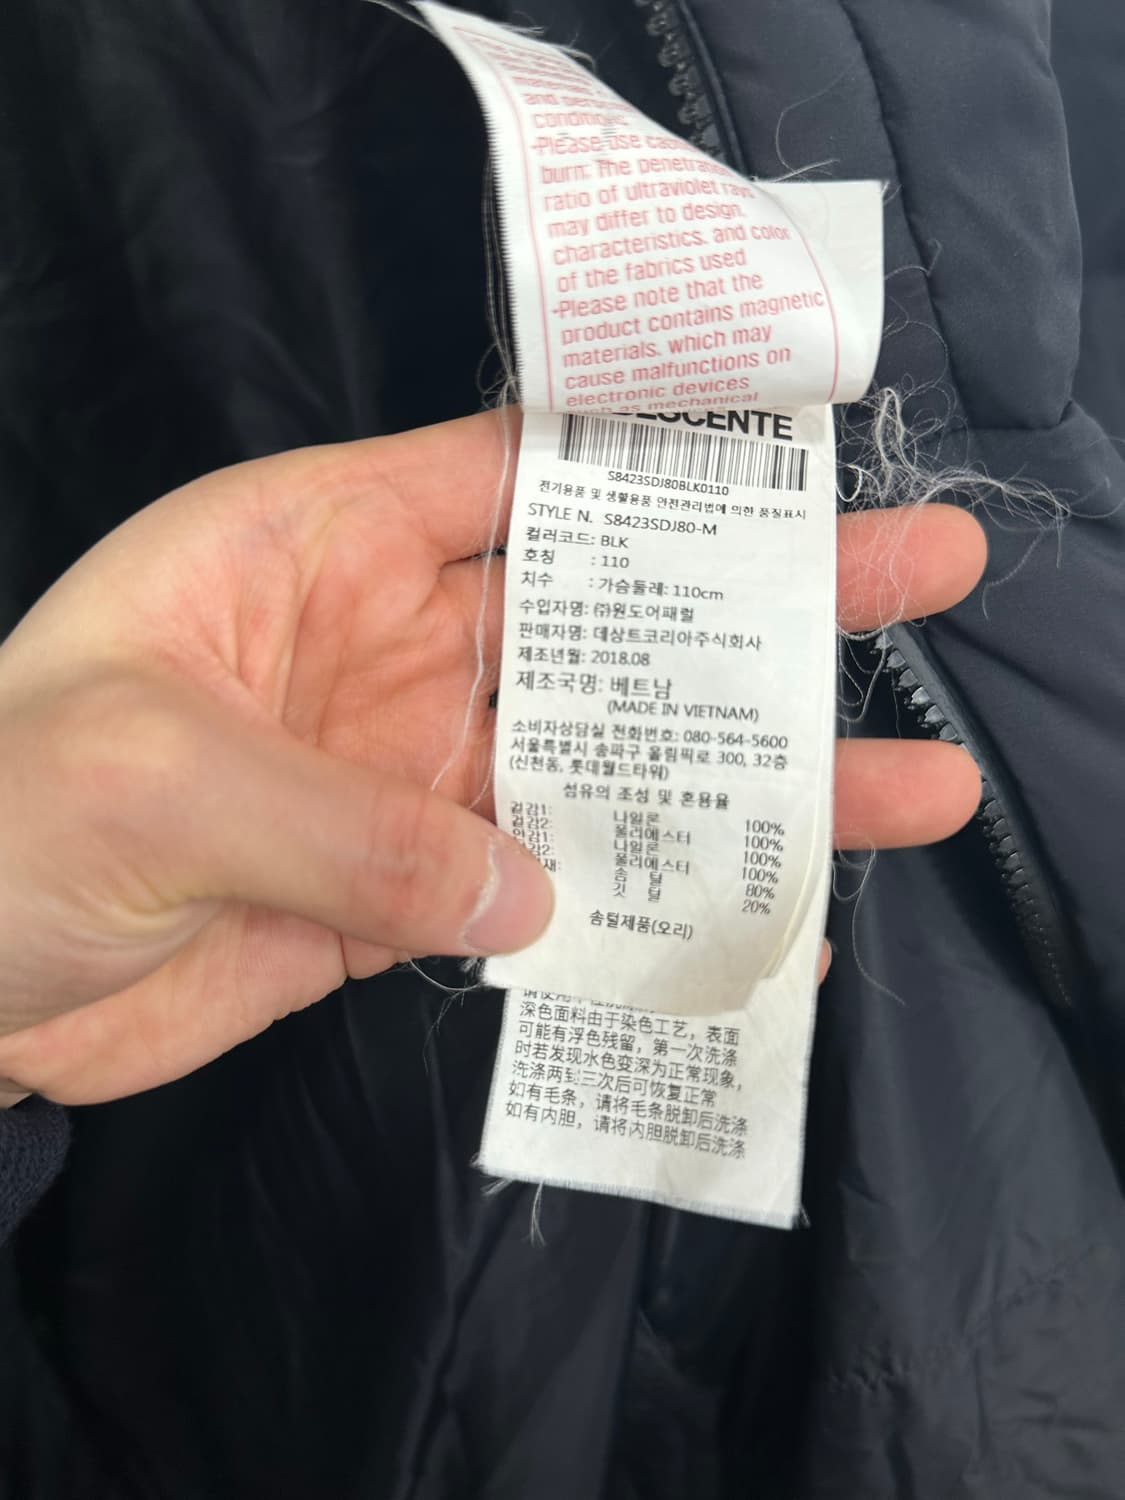 and
conditions.
-Please use
burn. The
ratio of ultraviolet rays
may differ to design,
characteristics, and color
of the fabrics used
-Please note that the
product contains magnetic
materials, which may
cause malfunctions on
electronic devices
such as mechanical
DESCENTE
S8423SDJ80BLK0110
전기용품 및 생활용품 안전관리법에 의한 품질표시
STYLE N. S8423SDJ80-M
컬러코드: BLK
호칭 : 110
치수 : 가슴둘레: 110cm
수입자명: ㈜원도어패럴
판매자명: 데상트코리아주식회사
제조년월: 2018.08
제조국명: 베트남
(MADE IN VIETNAM)
소비자상담실 전화번호: 080-564-5600
서울특별시 송파구 올림픽로 300, 32층
(신천동, 롯데월드타워)
섬유의 조성 및 혼용율
겉감1: 나일론 100%
겉감2: 폴리에스터 100%
안감1: 나일론 100%
감2: 폴리에스터 100%
재: 솜 털 80%
깃 털 20%
솜털제품(오리)
深色面料由于染色工艺，表面
可能有浮色残留，第一次洗涤
时若发现水色变深为正常现象，
洗涤两到三次后可恢复正常
如有毛条，请将毛条脱卸后洗涤
如有内胆，请将内胆脱卸后洗涤